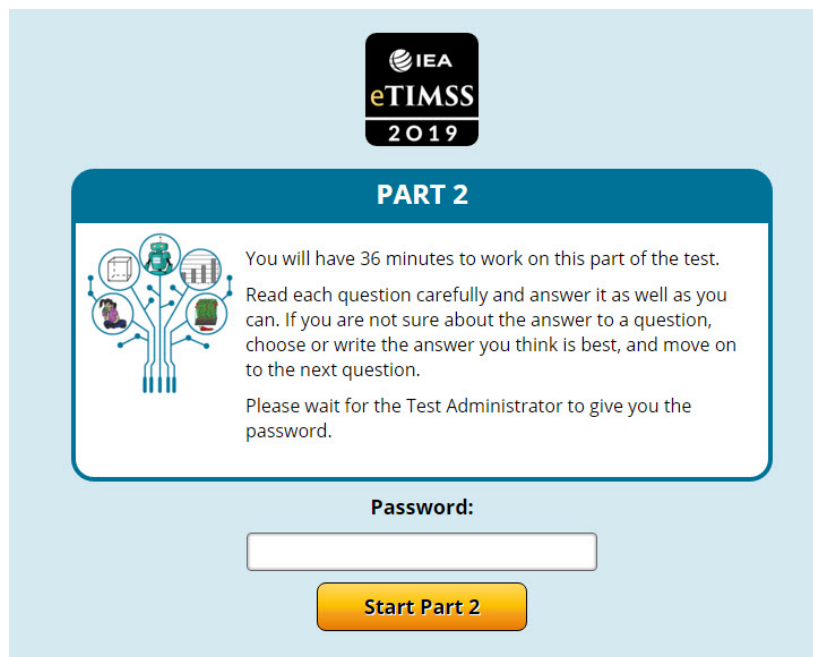 IEA
eTIMSS
2019
PART 2
You will have 36 minutes to work on this part of the test.
Read each question carefully and answer it as well as you
can. If you are not sure about the answer to a question,
choose or write the answer you think is best, and move on
to the next question.
Please wait for the Test Administrator to give you the
password.
Password:
Start Part 2